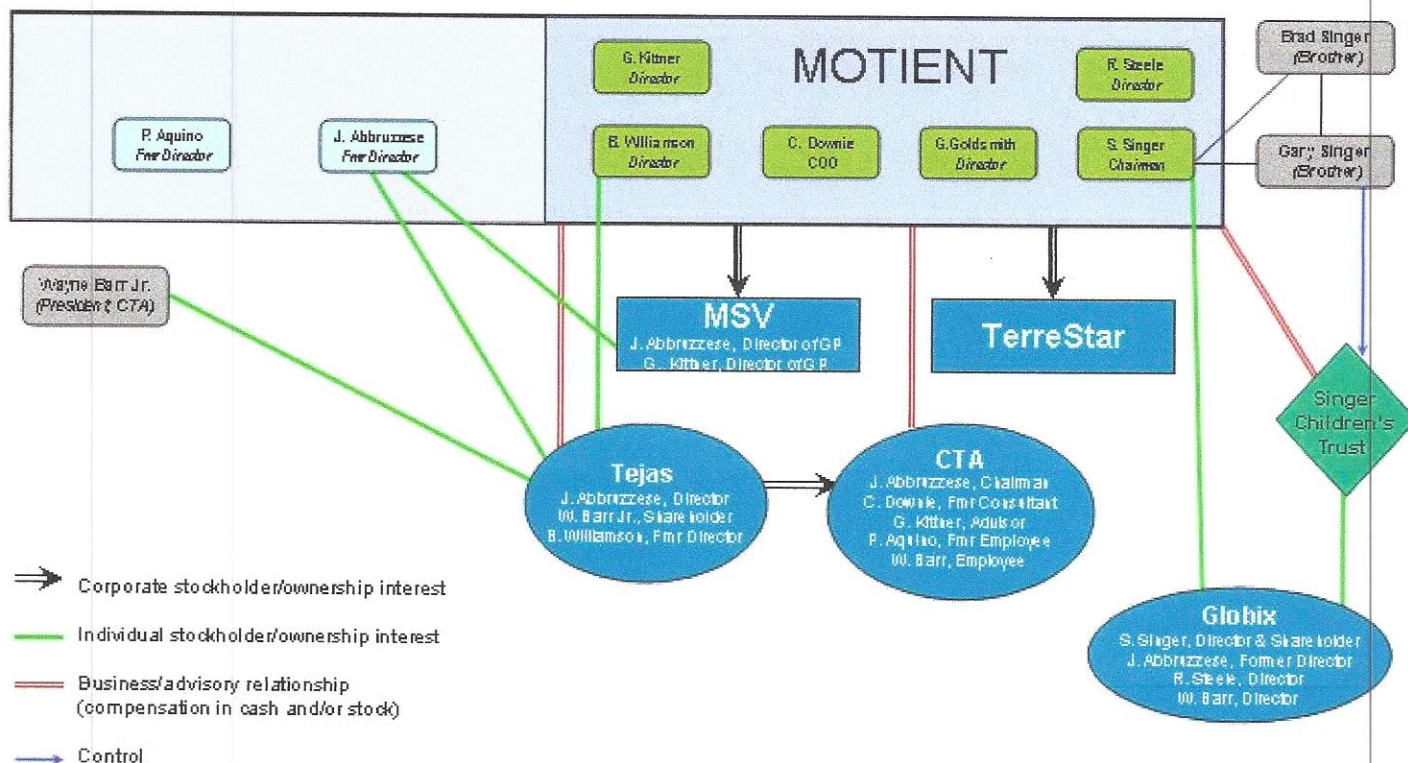 MOTIENT
G. Kittner
Director
R. Steele
Director
Brad Singer
(Brother)
P. Aquino
Fmr Director
J. Abbruzzese
Fmr Director
B. Williamson
Director
C. Downie
COO
G.Goldsmith
Director
S. Singer
Chairman
Gary Singer
(Brother)
Wayne Barr Jr.
(President, CTA)
MSV
J. Abbruzzese, Director of GP
G. Kittner, Director of GP
TerreStar
Singer
Children's
Trust
Tejas
J. Abbruzzese, Director
W. Barr Jr., Shareholder
B. Williamson, Fmr Director
CTA
J. Abbruzzese, Chairman
C. Downie, Fmr Consultant
G. Kittner, Advisor
P. Aquino, Fmr Employee
W. Barr, Employee
Globix
S. Singer, Director & Shareholder
J. Abbruzzese, Former Director
R. Steele, Director
W. Barr, Director
Corporate stockholder/ownership interest
Individual stockholder/ownership interest
Business/advisory relationship
(compensation in cash and/or stock)
Control